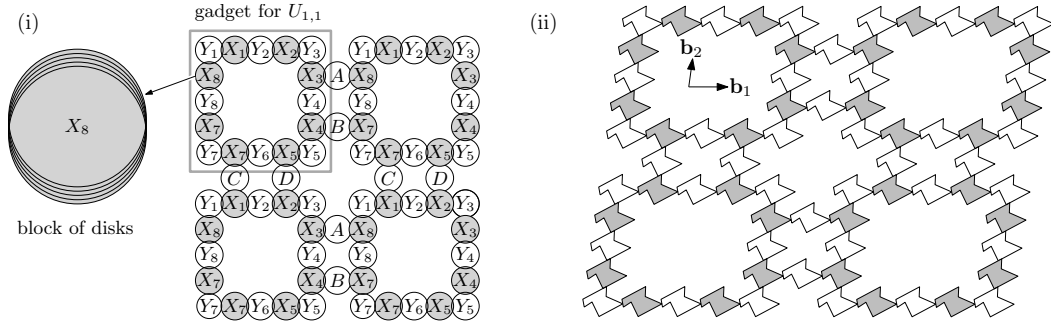 (i) gadget for U₁,₁ (ii)
Y₁ X₁ Y₂ X₂ Y₃ Y₁ X₁ Y₂ X₂ Y₃
X₈ X₃ A X₈ X₃
Y₈ Y₄ Y₈ Y₄
X₇ X₄ B X₇ X₄
Y₇ X₇ Y₆ X₅ Y₅ Y₇ X₇ Y₆ X₅ Y₅
C D C D
Y₁ X₁ Y₂ X₂ Y₃ Y₁ X₁ Y₂ X₂ Y₃
X₈ X₃ A X₈ X₃
Y₈ Y₄ Y₈ Y₄
X₇ X₄ B X₇ X₄
Y₇ X₇ Y₆ X₅ Y₅ Y₇ X₇ Y₆ X₅ Y₅
X₈
block of disks
b₂
b₁